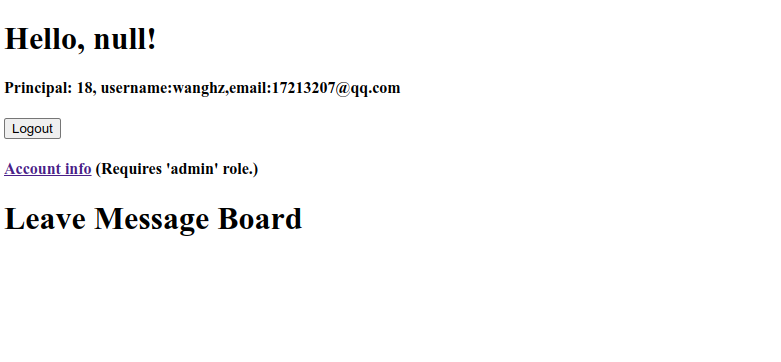 Hello, null!
Principal: 18, username:wanghz,email:17213207@qq.com
Logout
Account info (Requires 'admin' role.)
Leave Message Board